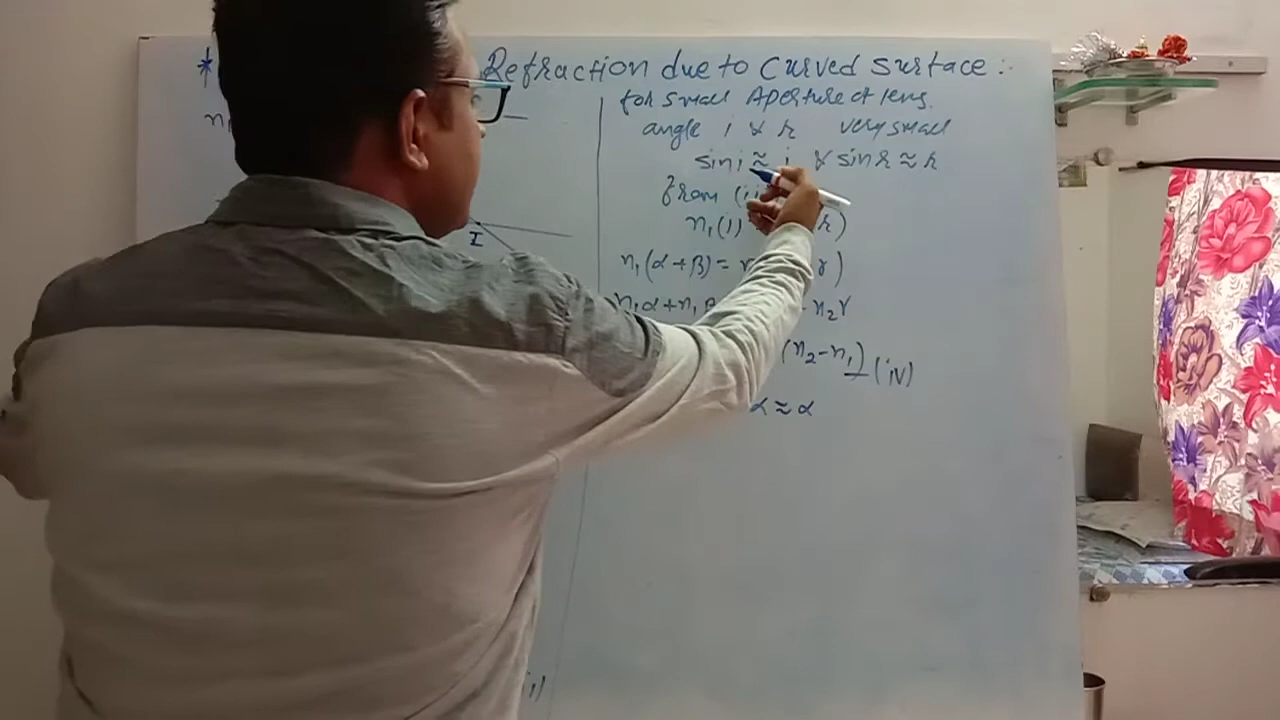 * Refraction due to Curved surface :-
for small Aperture of lens.
angle i & r very small
sin i ≈ i & sin r ≈ r
from (ii
n₁(i) r)
n₁(α+β) = γ)
n₁α+n₁β - n₂γ
(n₂-n₁) — (iv)
α ≈ α
I